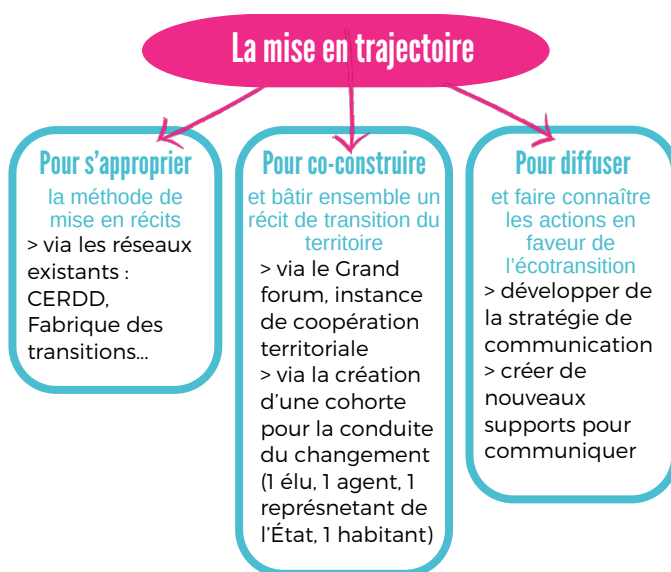 La mise en trajectoire
Pour s'approprier
la méthode de
mise en récits
> via les réseaux
existants :
CERDD,
Fabrique des
transitions...
Pour co-construire
et bâtir ensemble un
récit de transition du
territoire
> via le Grand
forum, instance
de coopération
territoriale
> via la création
d'une cohorte
pour la conduite
du changement
(1 élu, 1 agent, 1
représnetant de
l'État, 1 habitant)
Pour diffuser
et faire connaître
les actions en
faveur de
l'écotransition
> développer de
la stratégie de
communication
> créer de
nouveaux
supports pour
communiquer